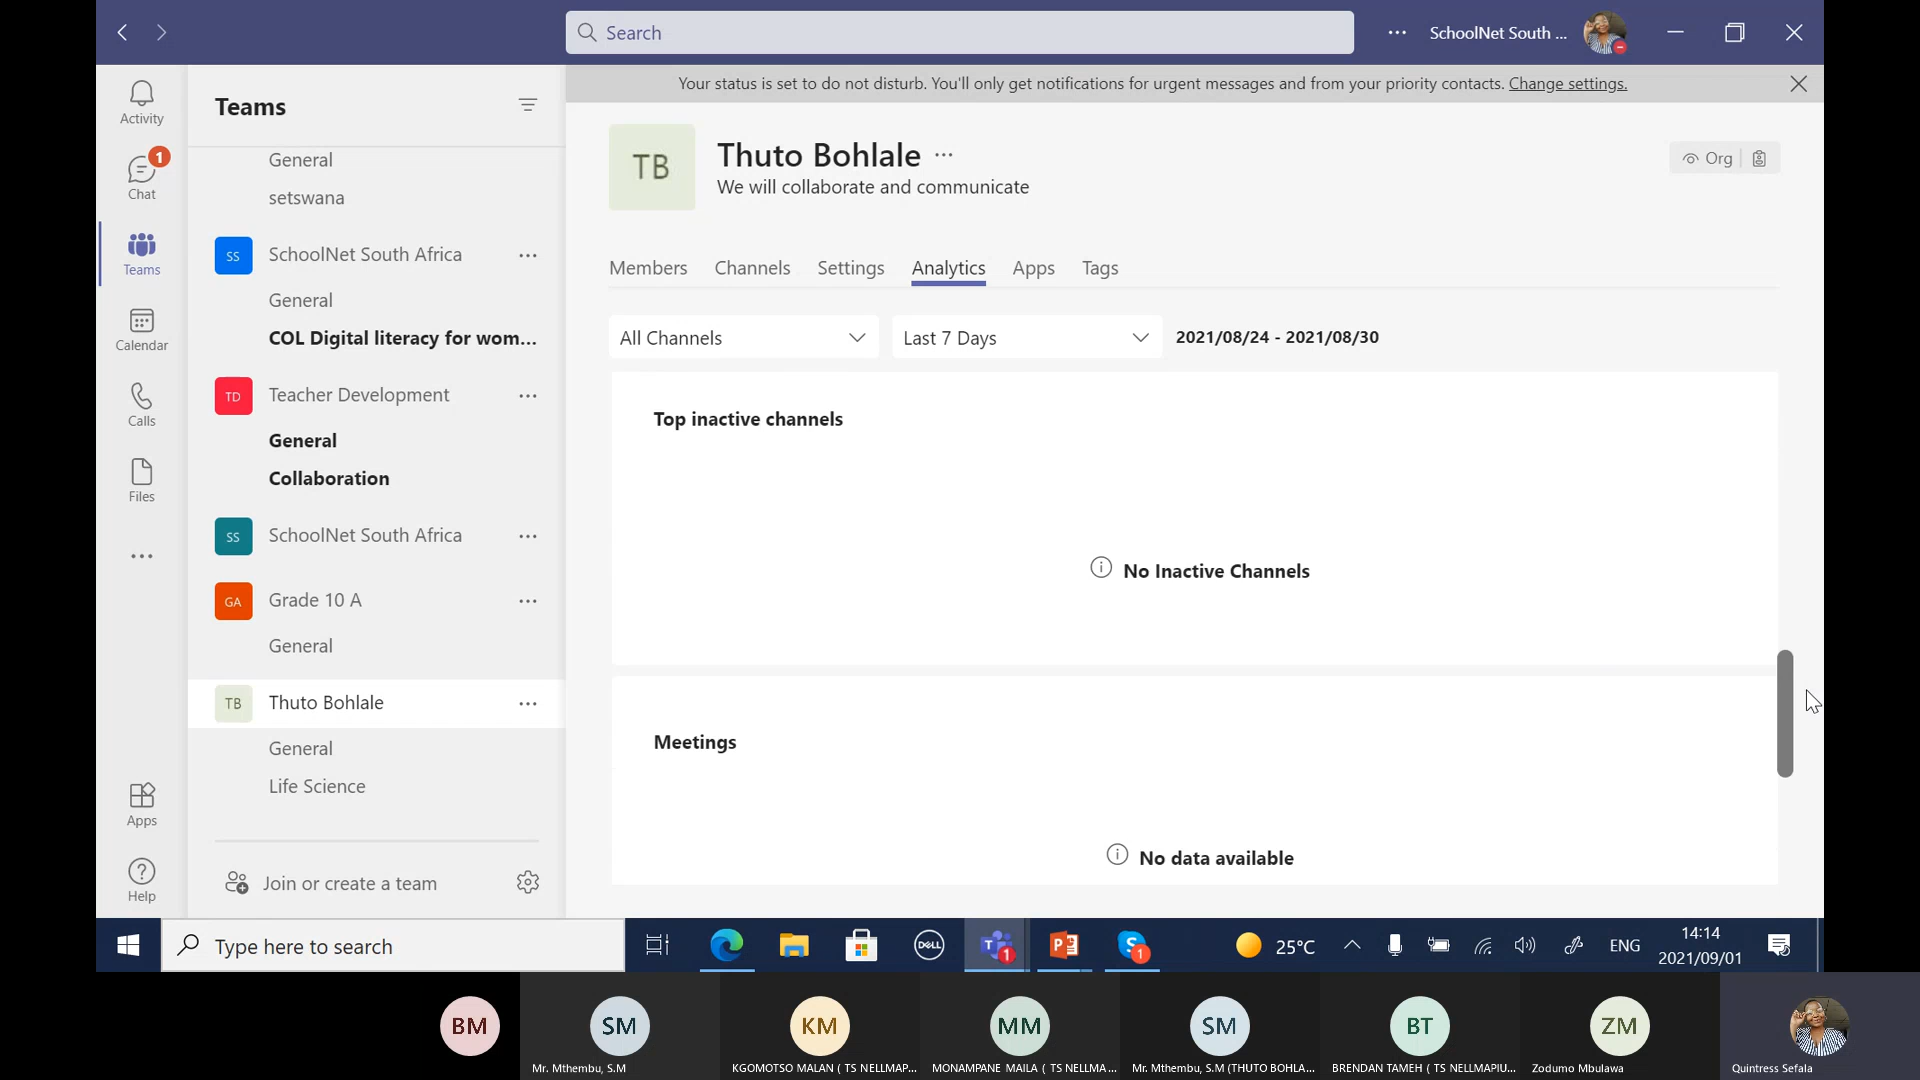 Search
SchoolNet South ...
Your status is set to do not disturb. You'll only get notifications for urgent messages and from your priority contacts. Change settings.
Activity
1
Chat
Teams
Calendar
Calls
Files
Apps
Help
Teams
General
setswana
SS SchoolNet South Africa
General
COL Digital literacy for wom...
TD Teacher Development
General
Collaboration
SS SchoolNet South Africa
GA Grade 10 A
General
TB Thuto Bohlale
General
Life Science
Join or create a team
TB
Thuto Bohlale
We will collaborate and communicate
Org
Members Channels Settings Analytics Apps Tags
All Channels Last 7 Days 2021/08/24 - 2021/08/30
Top inactive channels
No Inactive Channels
Meetings
No data available
Type here to search
DELL
T 1
P
S 1
25°C
ENG
14:14
2021/09/01
BM SM KM MM SM BT ZM
Mr. Mthembu, S.M KGOMOTSO MALAN ( TS NELLMAP... MONAMPANE MAILA ( TS NELLMA... Mr. Mthembu, S.M (THUTO BOHLA... BRENDAN TAMEH ( TS NELLMAPIU... Zodumo Mbulawa Quintress Sefala